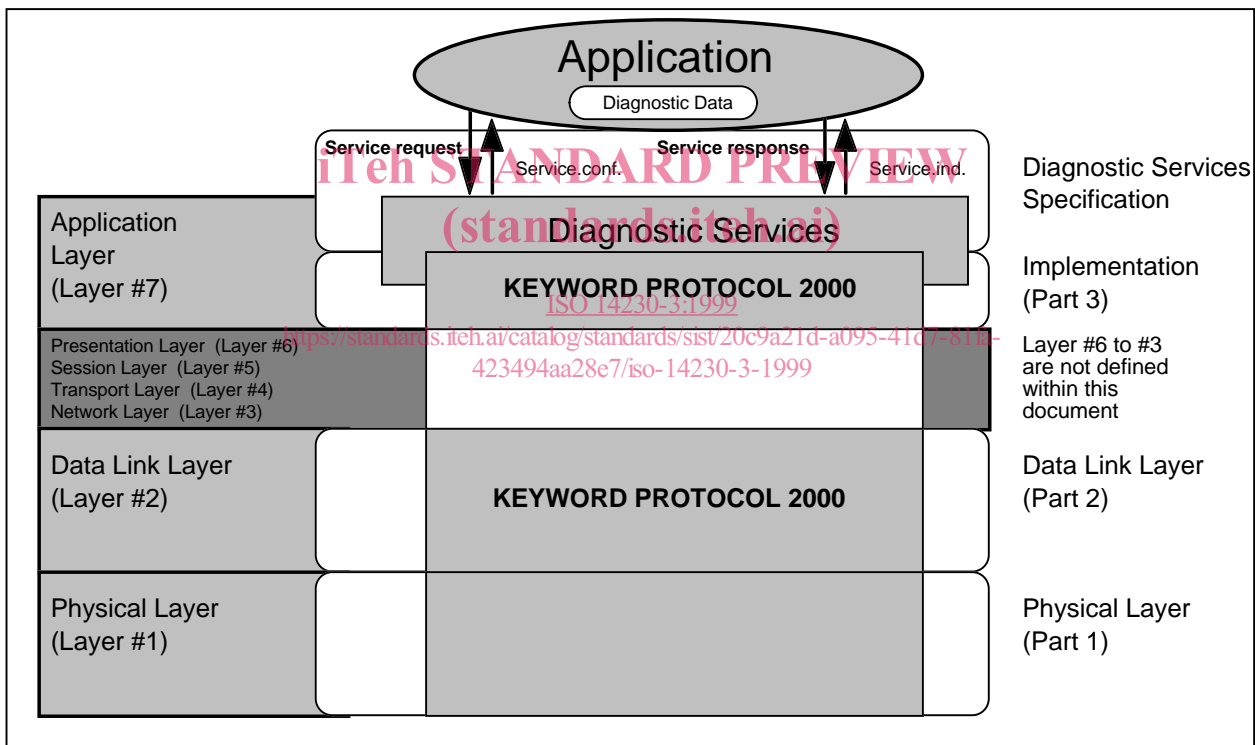 Application
Diagnostic Data
Service request
Service response
Service.conf.
Service.ind.
iTeh STANDARD PREVIEW
(standards.iteh.ai)
Diagnostic Services
Specification
Application
Layer
(Layer #7)
Diagnostic Services
KEYWORD PROTOCOL 2000
Implementation
(Part 3)
ISO 14230-3:1999
https://standards.iteh.ai/catalog/standards/sist/20c9a21d-a095-41d7-81fa-
423494aa28e7/iso-14230-3-1999
Presentation Layer (Layer #6)
Session Layer (Layer #5)
Transport Layer (Layer #4)
Network Layer (Layer #3)
Layer #6 to #3
are not defined
within this
document
Data Link Layer
(Layer #2)
KEYWORD PROTOCOL 2000
Data Link Layer
(Part 2)
Physical Layer
(Layer #1)
Physical Layer
(Part 1)